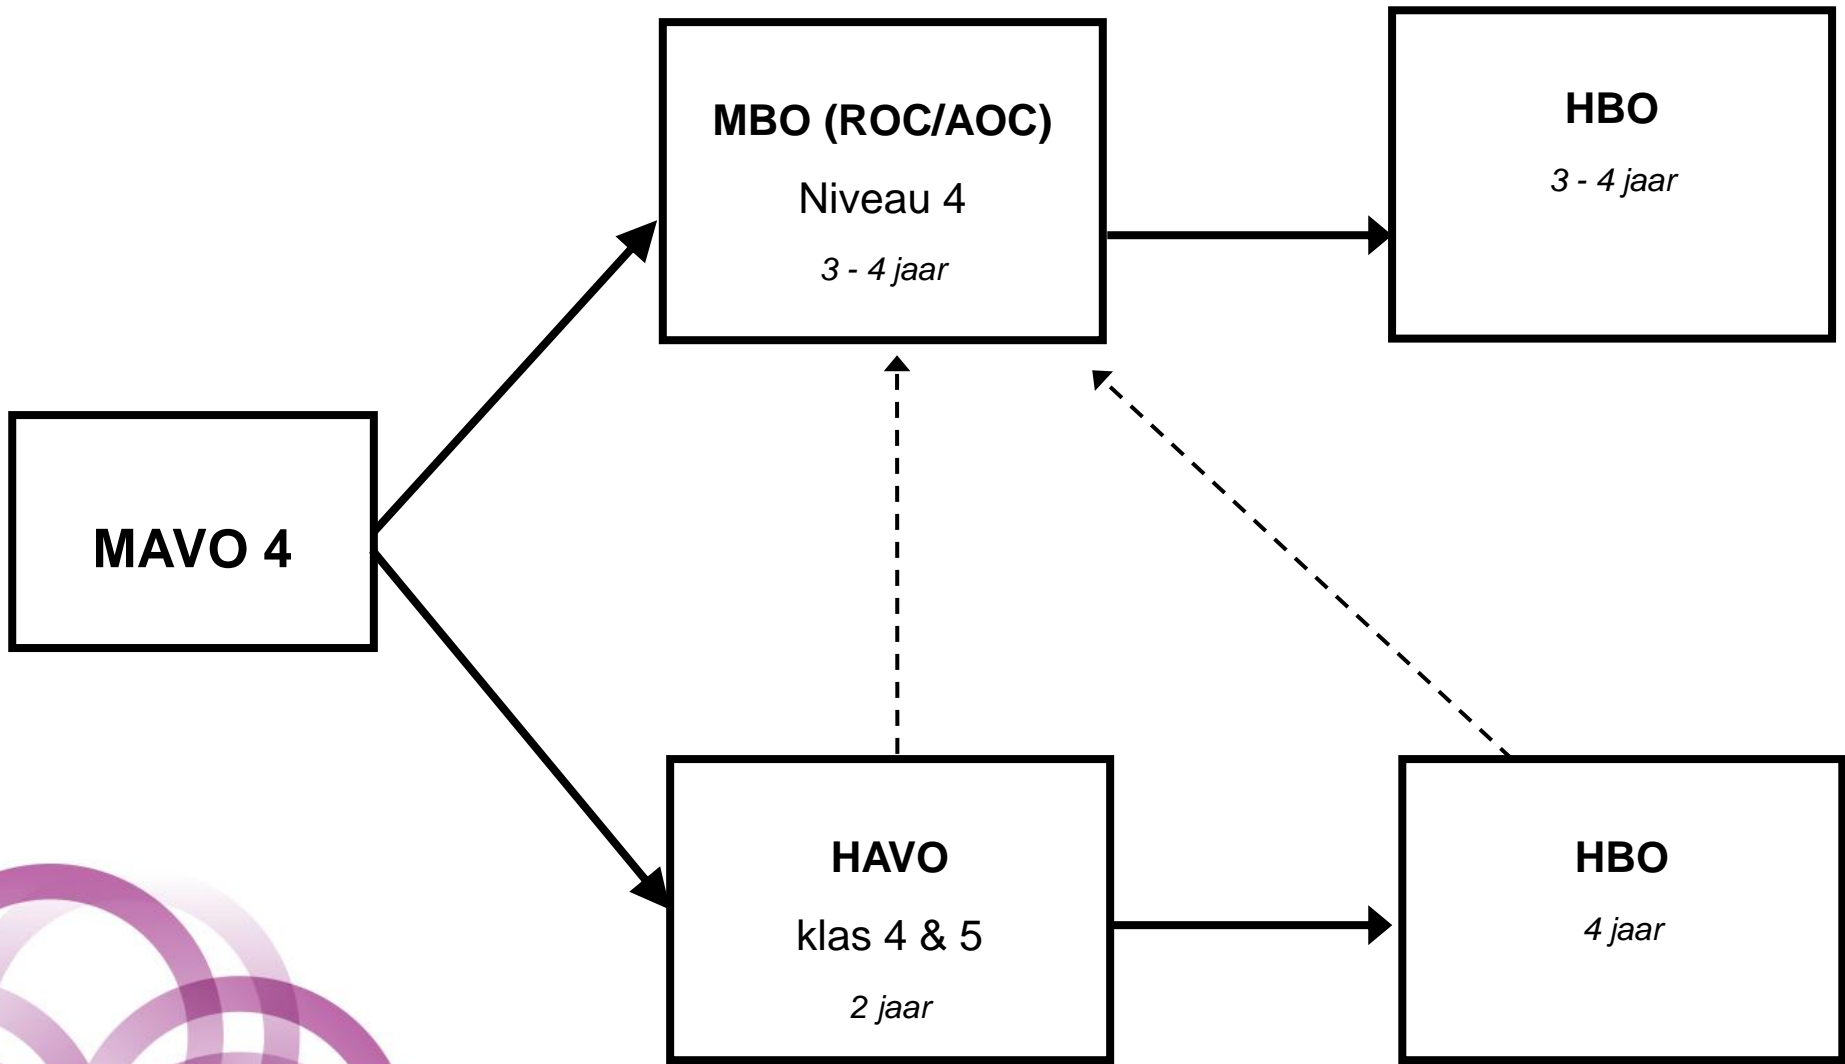 MBO (ROC/AOC)
Niveau 4
3 - 4 jaar
HBO
3 - 4 jaar
MAVO 4
HAVO
klas 4 & 5
2 jaar
HBO
4 jaar